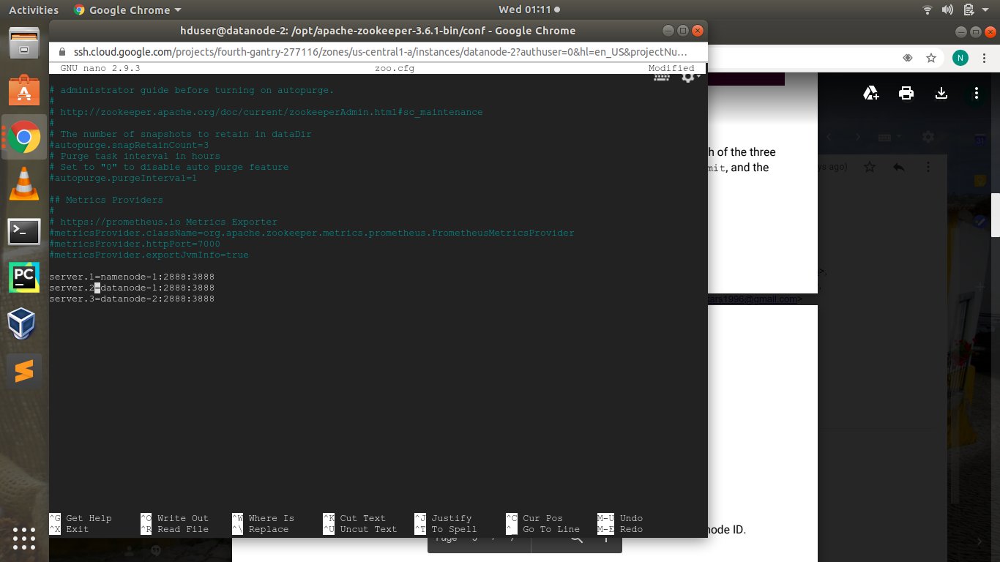 Activities
Google Chrome
Wed 01:11
hduser@datanode-2: /opt/apache-zookeeper-3.6.1-bin/conf - Google Chrome
ssh.cloud.google.com/projects/fourth-gantry-277116/zones/us-central1-a/instances/datanode-2?authuser=0&hl=en_US&projectNu…
N
GNU nano 2.9.3 zoo.cfg Modified
# administrator guide before turning on autopurge.
#
# http://zookeeper.apache.org/doc/current/zookeeperAdmin.html#sc_maintenance
#
# The number of snapshots to retain in dataDir
#autopurge.snapRetainCount=3
# Purge task interval in hours
# Set to "0" to disable auto purge feature
#autopurge.purgeInterval=1
## Metrics Providers
#
# https://prometheus.io Metrics Exporter
#metricsProvider.className=org.apache.zookeeper.metrics.prometheus.PrometheusMetricsProvider
#metricsProvider.httpPort=7000
#metricsProvider.exportJvmInfo=true
server.1=namenode-1:2888:3888
server.2=datanode-1:2888:3888
server.3=datanode-2:2888:3888
^G Get Help ^O Write Out ^W Where Is ^K Cut Text ^J Justify ^C Cur Pos M-U Undo
^X Exit ^R Read File ^\ Replace ^U Uncut Text ^T To Spell ^_ Go To Line M-E Redo
h of the three
mit, and the
ys ago)
ars1996@gmail.com>
node ID.
Page
PC